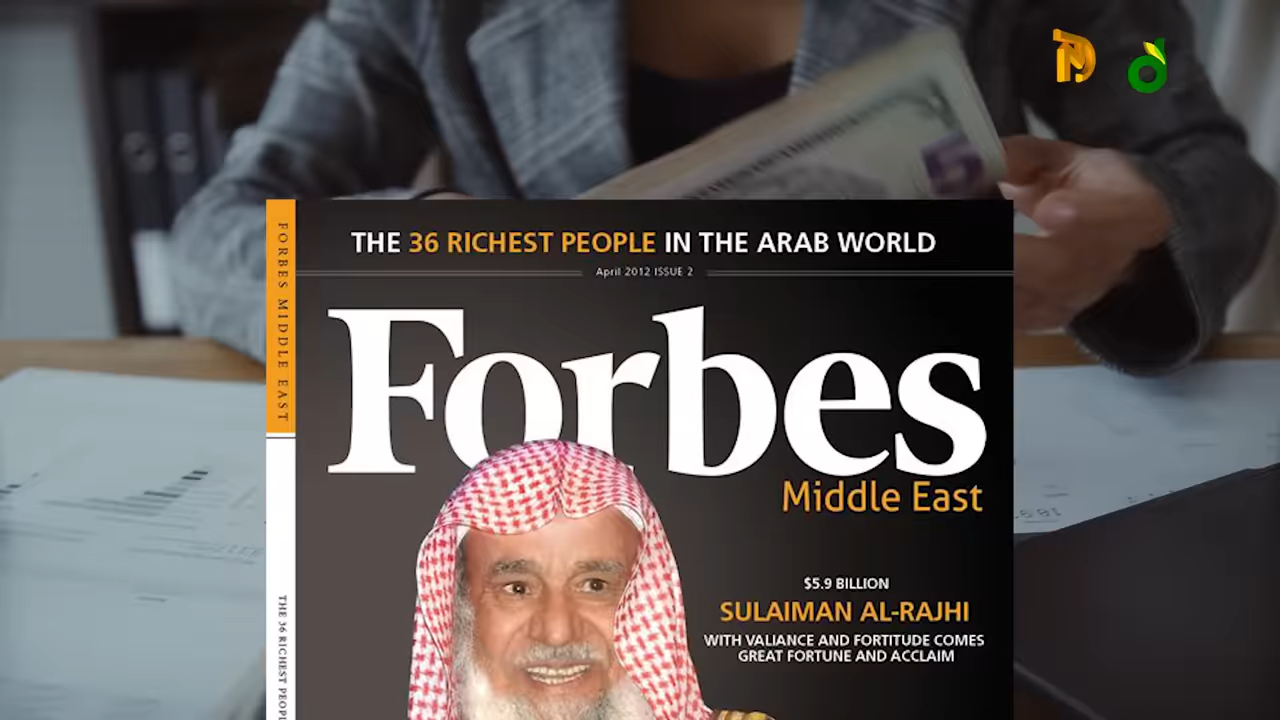 THE 36 RICHEST PEOPLE IN THE ARAB WORLD
April 2012 ISSUE 2
FORBES MIDDLE EAST
Forbes
Middle East
$5.9 BILLION
SULAIMAN AL-RAJHI
WITH VALIANCE AND FORTITUDE COMES
GREAT FORTUNE AND ACCLAIM
THE 36 RICHEST PEOPL